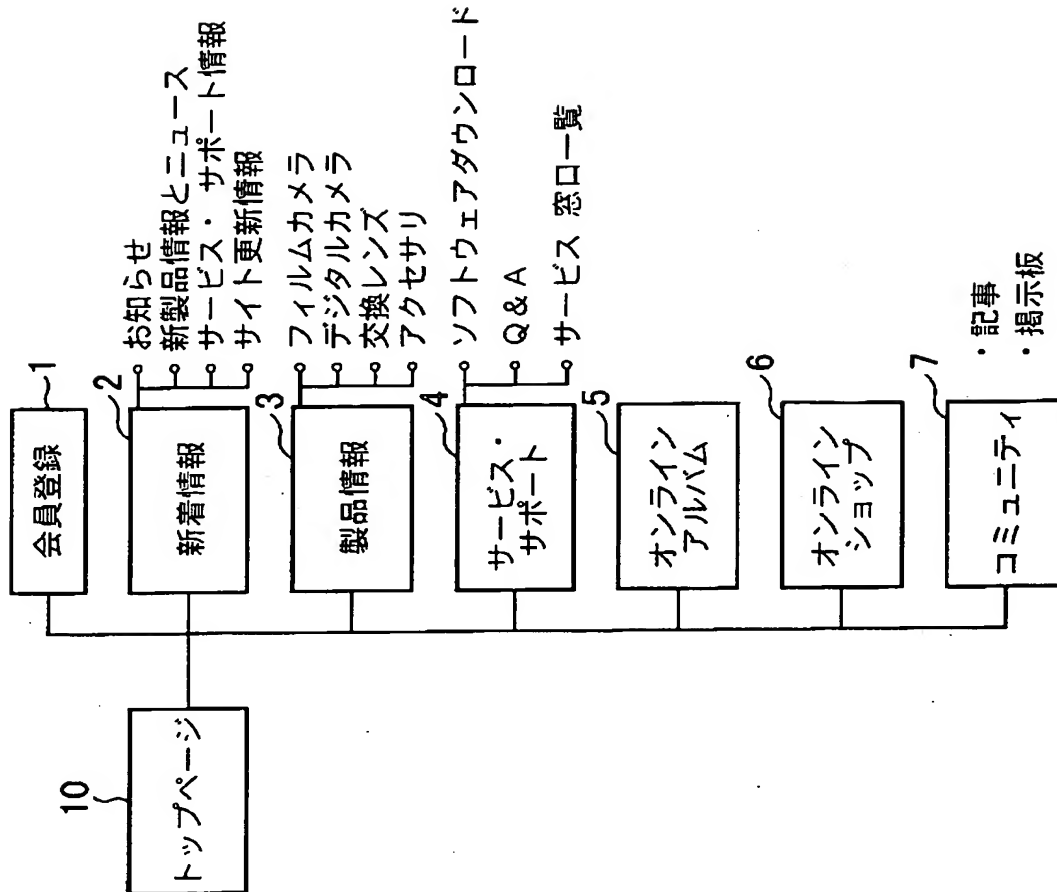 1
会員登録
2
新着情報
お知らせ
新製品情報とニュース
サービス・サポート情報
サイト更新情報
10
トップページ
3
製品情報
フィルムカメラ
デジタルカメラ
交換レンズ
アクセサリ
4
サービス・
サポート
ソフトウェアダウンロード
Q&A
サービス 窓口一覧
5
オンライン
アルバム
6
オンライン
ショップ
7
コミュニティ
・記事
・掲示板